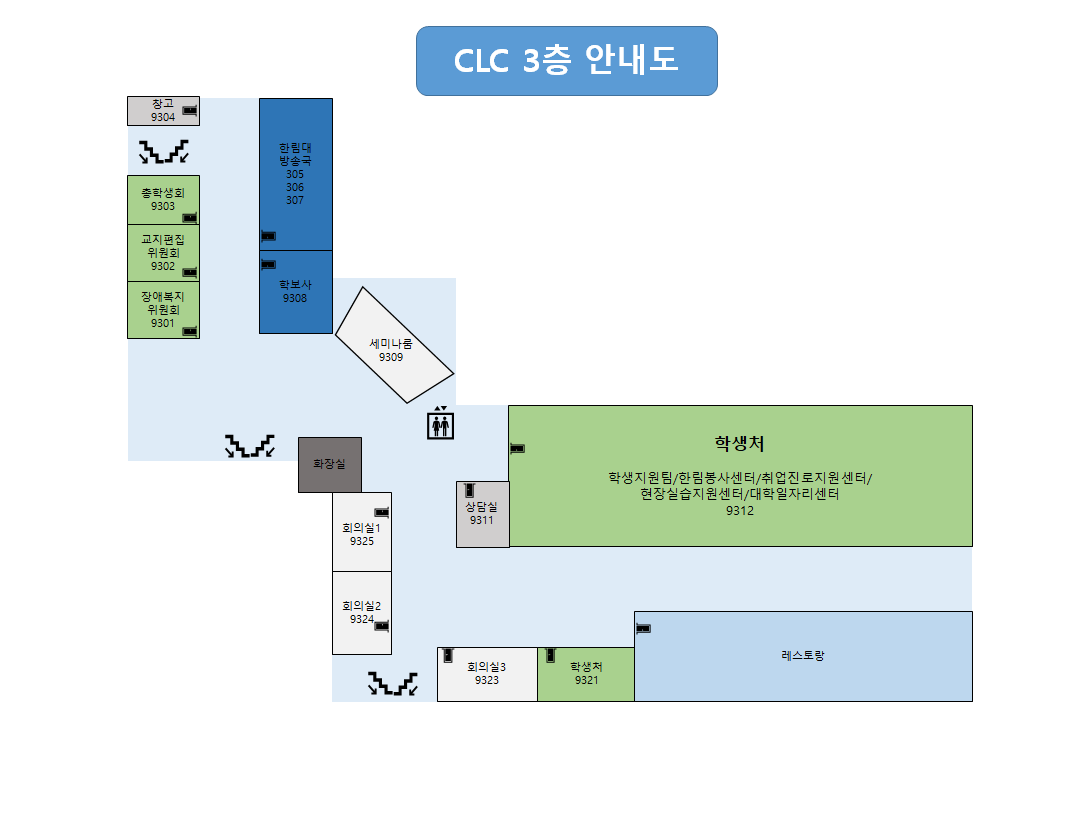 CLC 3층 안내도
창고
9304
한림대
방송국
305
306
307
총학생회
9303
교지편집
위원회
9302
장애복지
위원회
9301
학보사
9308
세미나룸
9309
화장실
학생처
학생지원팀/한림봉사센터/취업진로지원센터/
현장실습지원센터/대학일자리센터
9312
상담실
9311
회의실1
9325
회의실2
9324
회의실3
9323
학생처
9321
레스토랑